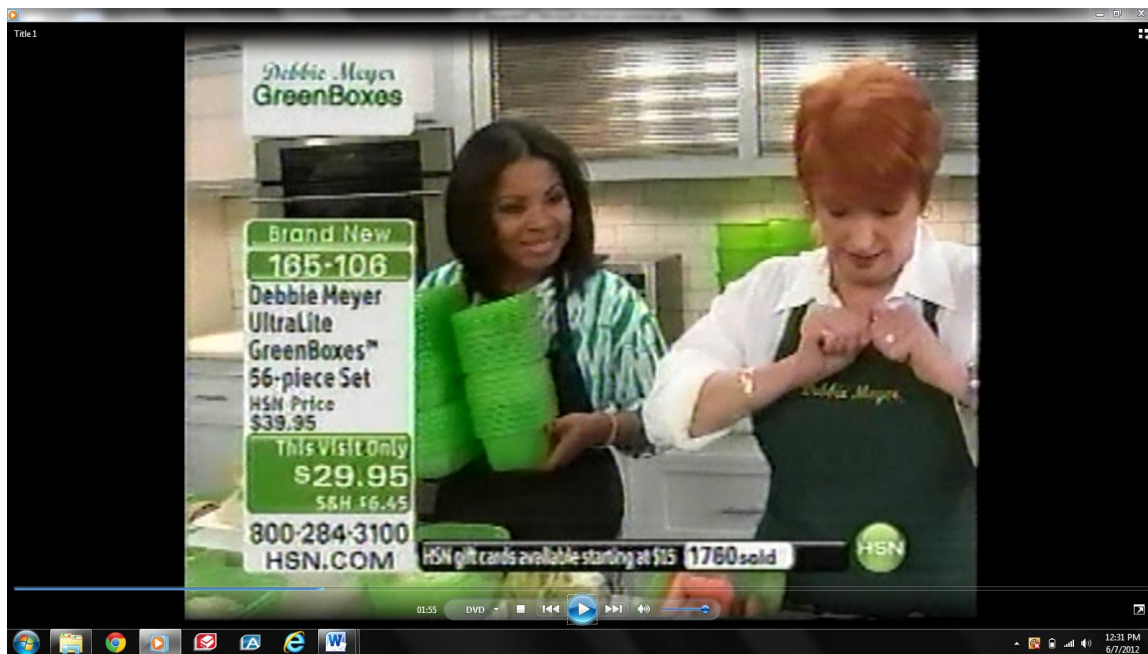 Title 1
Debbie Meyer
GreenBoxes
Brand New
165-106
Debbie Meyer
UltraLite
GreenBoxes™
56-piece Set
HSN Price
$39.95
This Visit Only
$29.95
S&H $6.45
800-284-3100
HSN.COM
Debbie Meyer
HSN gift cards available starting at $15
1760 sold
HSN
01:55
DVD
12:31 PM
6/7/2012